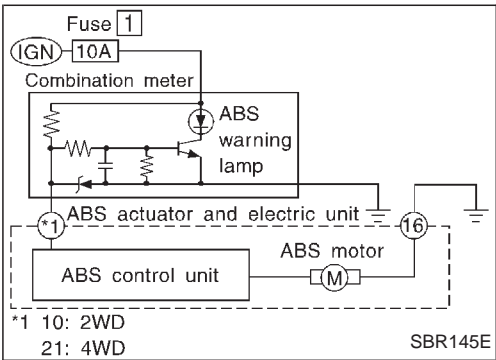 Fuse 1
IGN 10A
Combination meter
ABS
warning
lamp
*1 ABS actuator and electric unit 16
ABS motor
ABS control unit M
*1 10: 2WD
21: 4WD
SBR145E